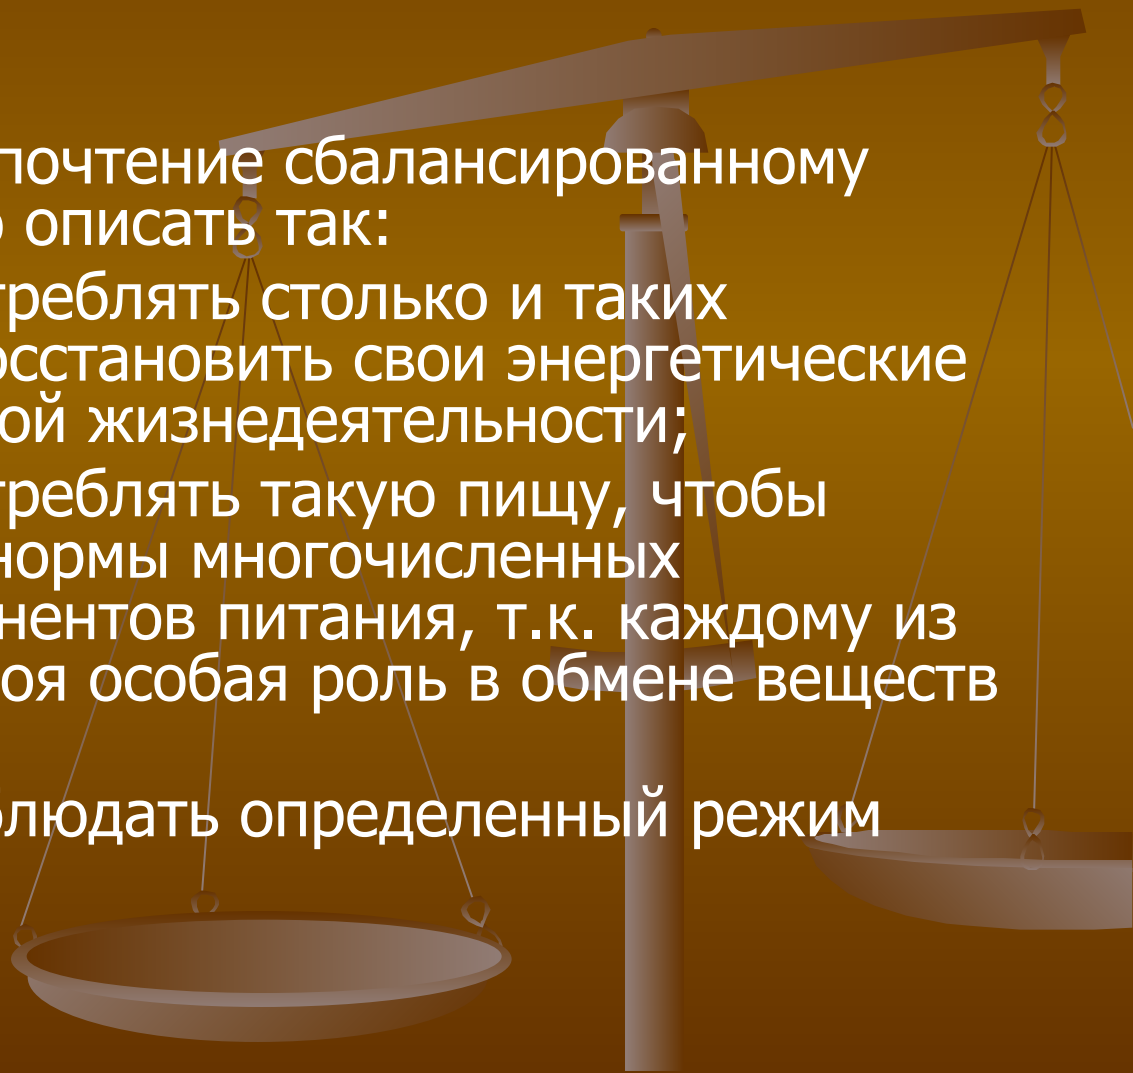 почтение сбалансированному
описать так:
треблять столько и таких
осстановить свои энергетические
ой жизнедеятельности;
треблять такую пищу, чтобы
нормы многочисленных
нентов питания, т.к. каждому из
оя особая роль в обмене веществ
блюдать определенный режим